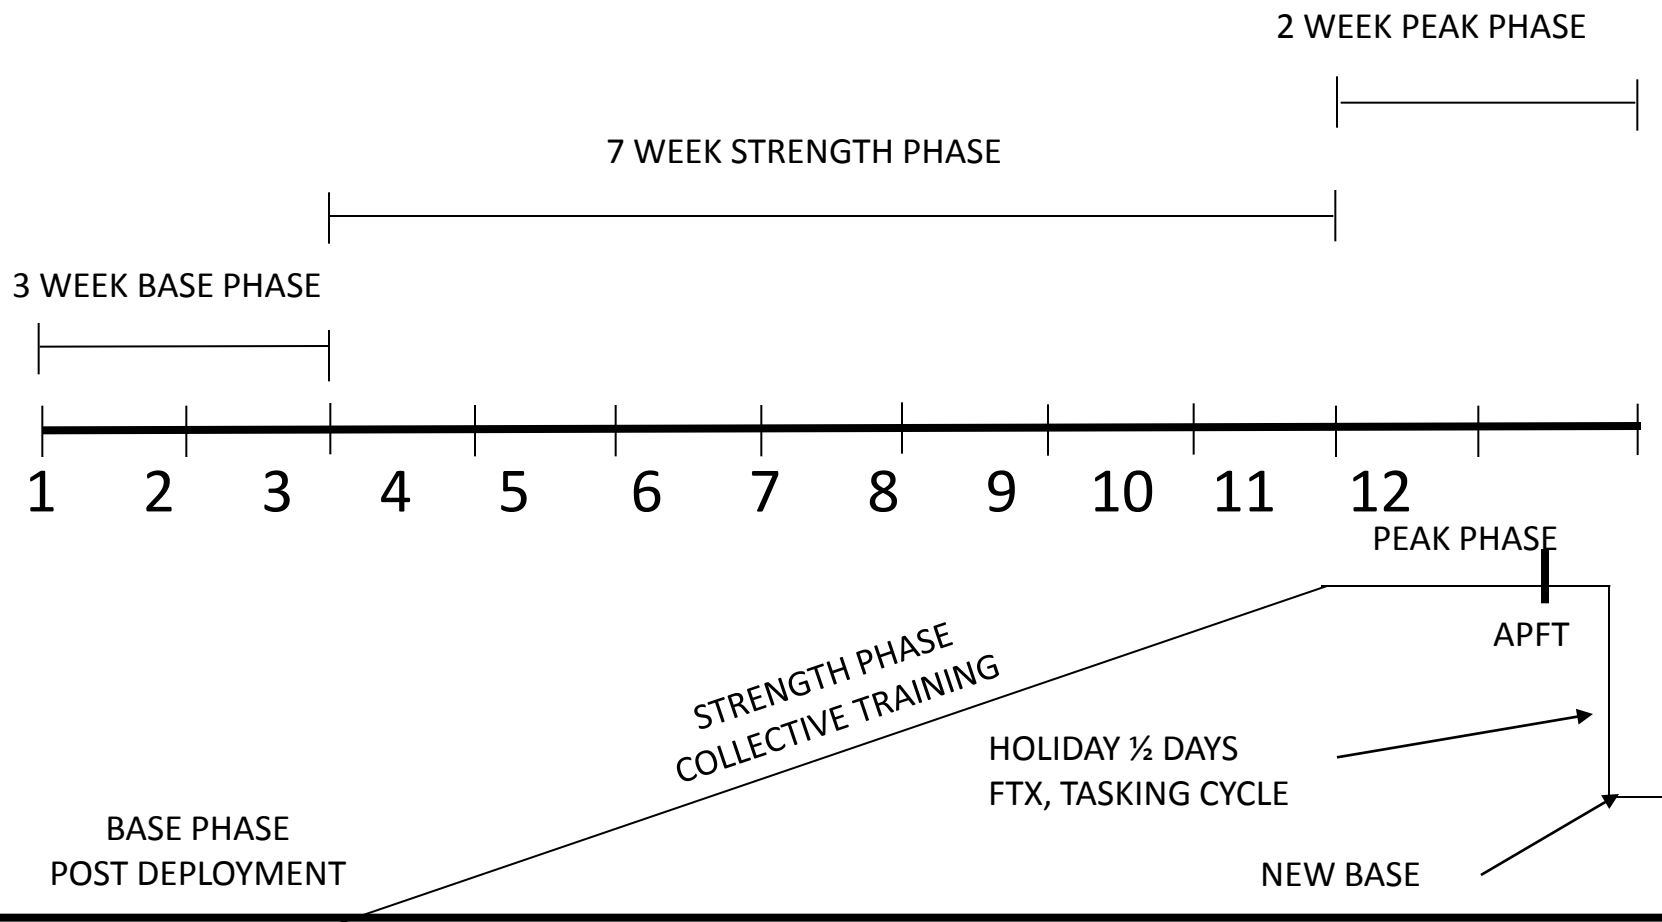 2 WEEK PEAK PHASE
7 WEEK STRENGTH PHASE
3 WEEK BASE PHASE
1 2 3 4 5 6 7 8 9 10 11 12
PEAK PHASE
APFT
STRENGTH PHASE
COLLECTIVE TRAINING
HOLIDAY ½ DAYS
FTX, TASKING CYCLE
BASE PHASE
POST DEPLOYMENT
NEW BASE